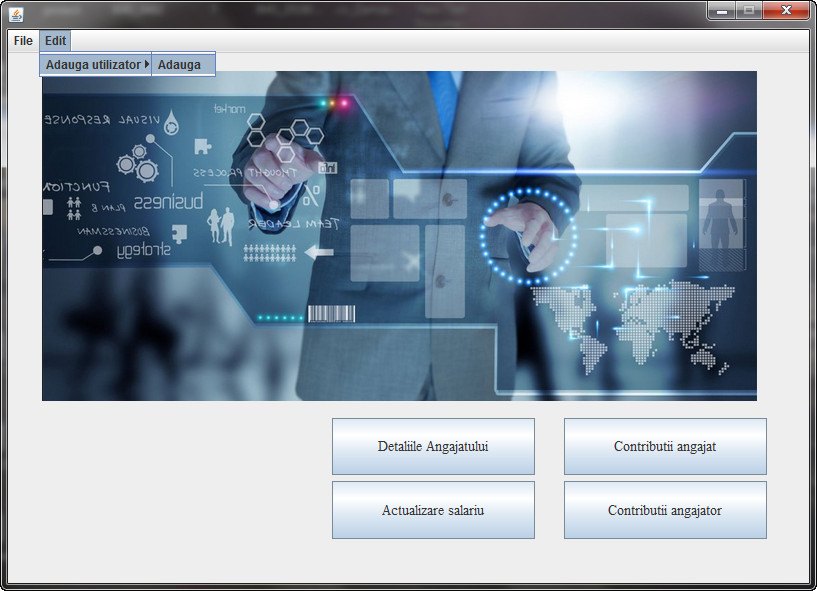 File Edit
Adauga utilizator Adauga
market
VISUAL RESPONSE
THOUGHT PROCESS
FUNCTION
business
PLAN B
%
TEAM LEADER
BUSINESSMAN
strategy
Detaliile Angajatului Contributii angajat
Actualizare salariu Contributii angajator